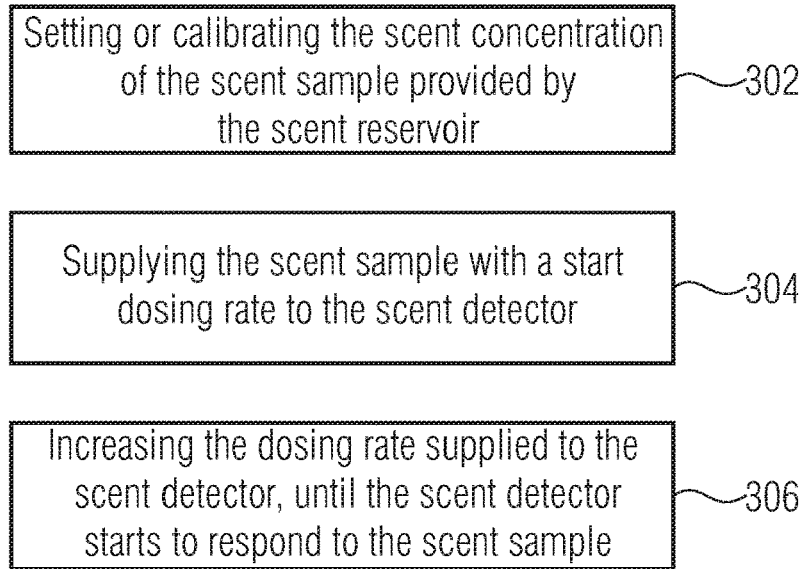 Setting or calibrating the scent concentration
of the scent sample provided by
the scent reservoir
302
Supplying the scent sample with a start
dosing rate to the scent detector
304
Increasing the dosing rate supplied to the
scent detector, until the scent detector
starts to respond to the scent sample
306